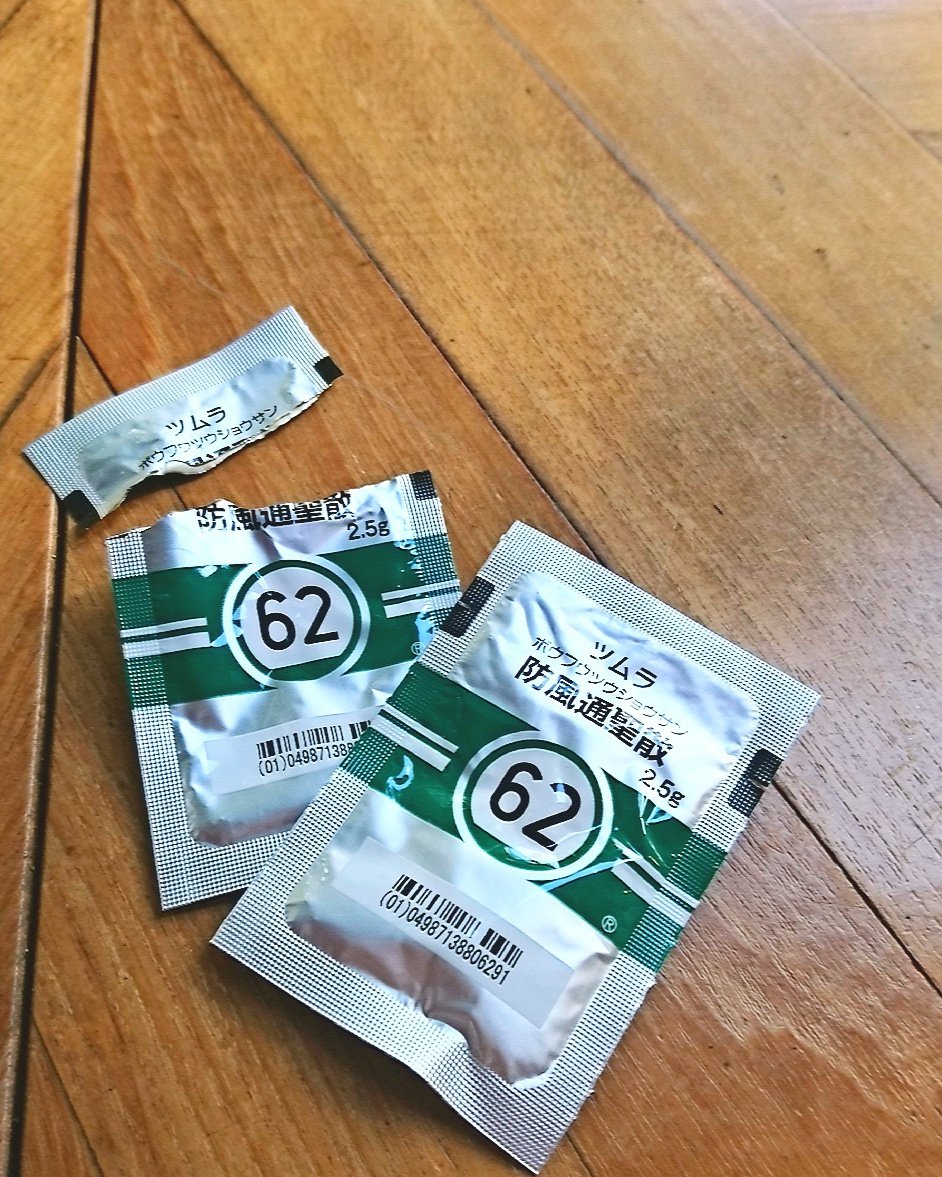 ツムラ
ボウフウツウショウサン
防風通聖散
2.5g
62
®
(01)0498713880
ツムラ
ボウフウツウショウサン
防風通聖散
2.5g
62
®
(01)04987138806291